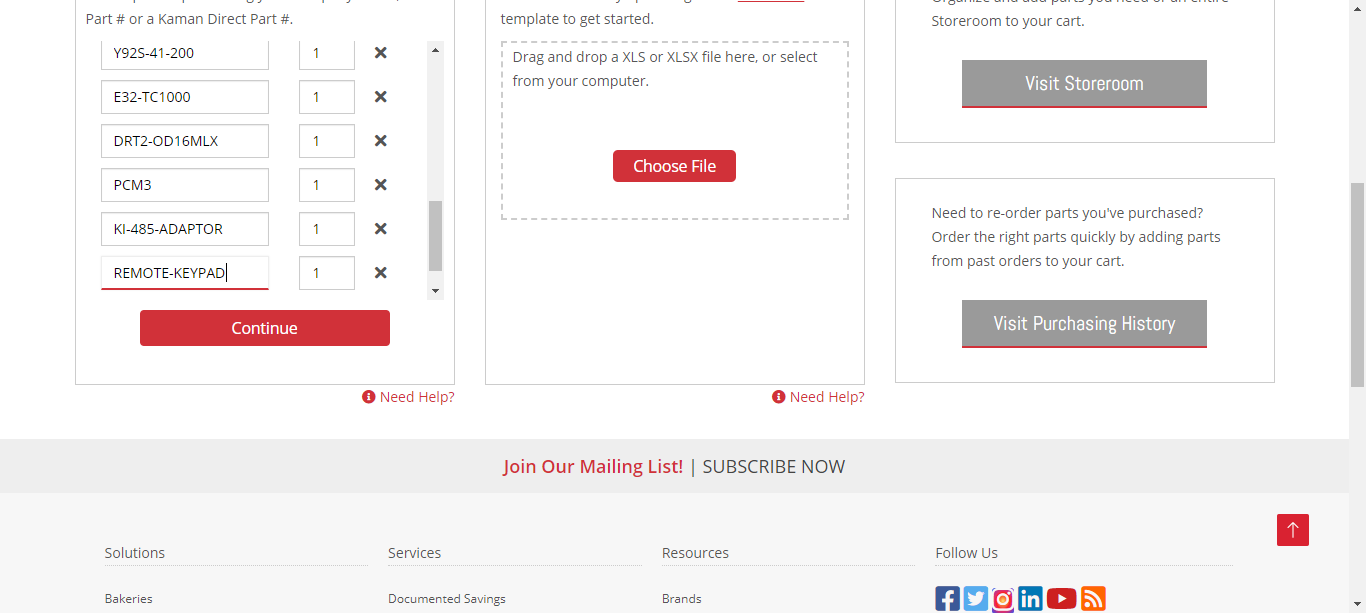 Part # or a Kaman Direct Part #.
Y92S-41-200 1
E32-TC1000 1
DRT2-OD16MLX 1
PCM3 1
KI-485-ADAPTOR 1
REMOTE-KEYPAD 1
Continue
Need Help?
template to get started.
Drag and drop a XLS or XLSX file here, or select
from your computer.
Choose File
Need Help?
Storeroom to your cart.
Visit Storeroom
Need to re-order parts you've purchased?
Order the right parts quickly by adding parts
from past orders to your cart.
Visit Purchasing History
Join Our Mailing List! | SUBSCRIBE NOW
Solutions
Bakeries
Services
Documented Savings
Resources
Brands
Follow Us